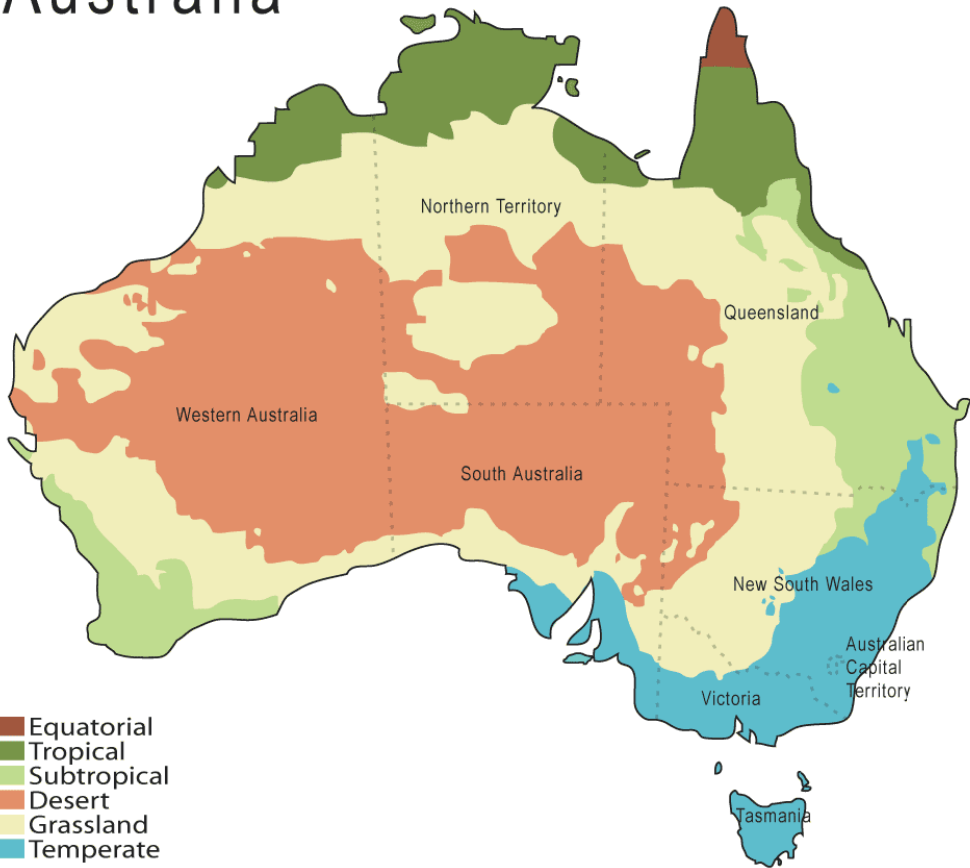 Australia
Northern Territory
Queensland
Western Australia
South Australia
New South Wales
Australian
Capital
Territory
Victoria
Tasmania
Equatorial
Tropical
Subtropical
Desert
Grassland
Temperate